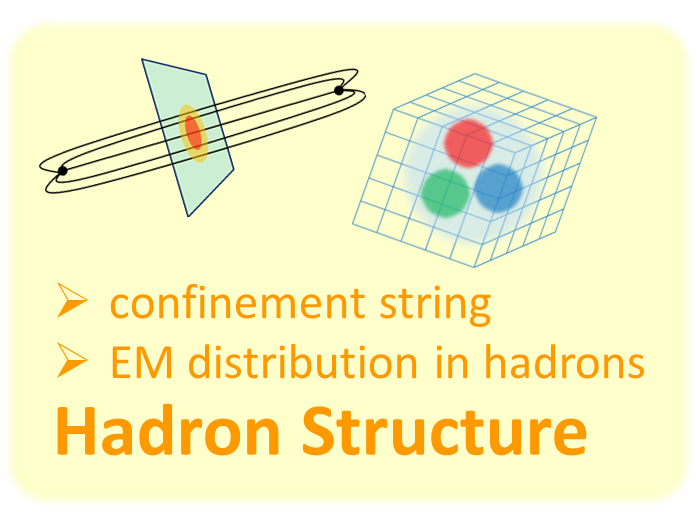 ➢ confinement string
➢ EM distribution in hadrons
Hadron Structure